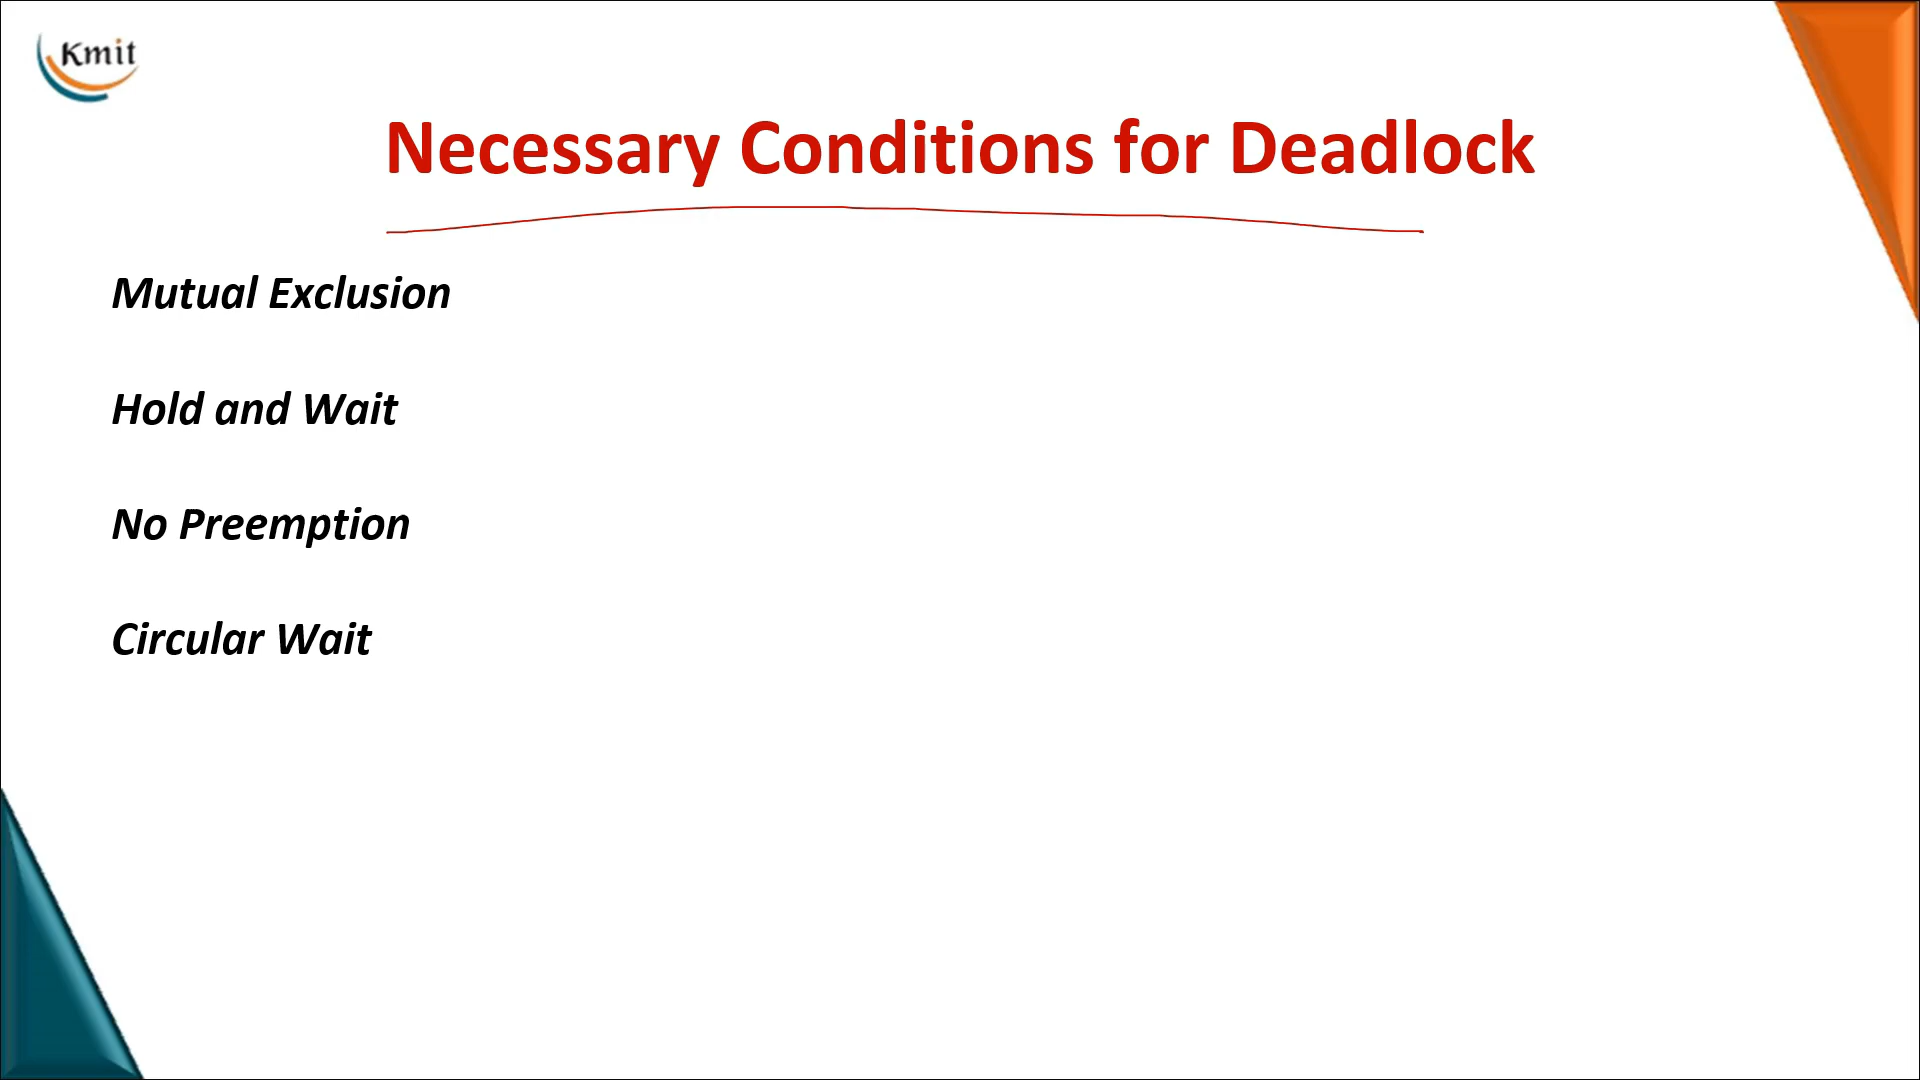 Kmit
Necessary Conditions for Deadlock
Mutual Exclusion
Hold and Wait
No Preemption
Circular Wait